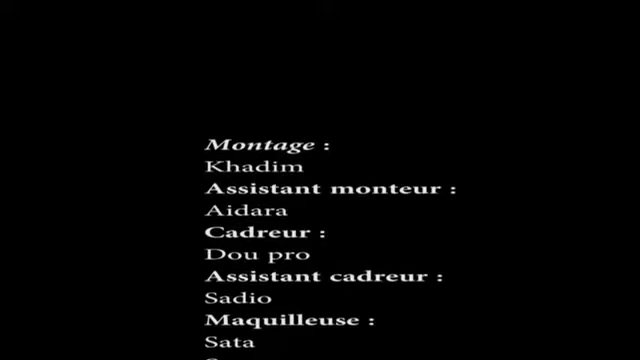 Montage :
Khadim
Assistant monteur :
Aidara
Cadreur :
Dou pro
Assistant cadreur :
Sadio
Maquilleuse :
Sata